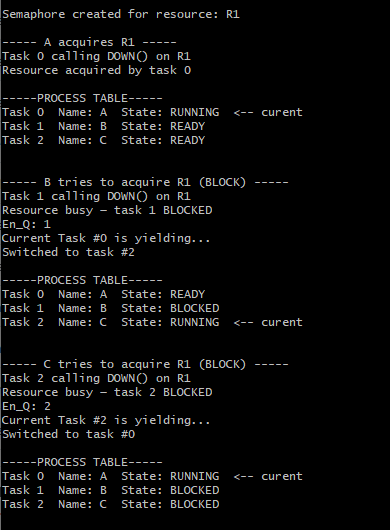 Semaphore created for resource: R1
----- A acquires R1 -----
Task 0 calling DOWN() on R1
Resource acquired by task 0
-----PROCESS TABLE-----
Task 0  Name: A  State: RUNNING  <-- curent
Task 1  Name: B  State: READY
Task 2  Name: C  State: READY
----- B tries to acquire R1 (BLOCK) -----
Task 1 calling DOWN() on R1
Resource busy – task 1 BLOCKED
En_Q: 1
Current Task #0 is yielding...
Switched to task #2
-----PROCESS TABLE-----
Task 0  Name: A  State: READY
Task 1  Name: B  State: BLOCKED
Task 2  Name: C  State: RUNNING  <-- curent
----- C tries to acquire R1 (BLOCK) -----
Task 2 calling DOWN() on R1
Resource busy – task 2 BLOCKED
En_Q: 2
Current Task #2 is yielding...
Switched to task #0
-----PROCESS TABLE-----
Task 0  Name: A  State: RUNNING  <-- curent
Task 1  Name: B  State: BLOCKED
Task 2  Name: C  State: BLOCKED